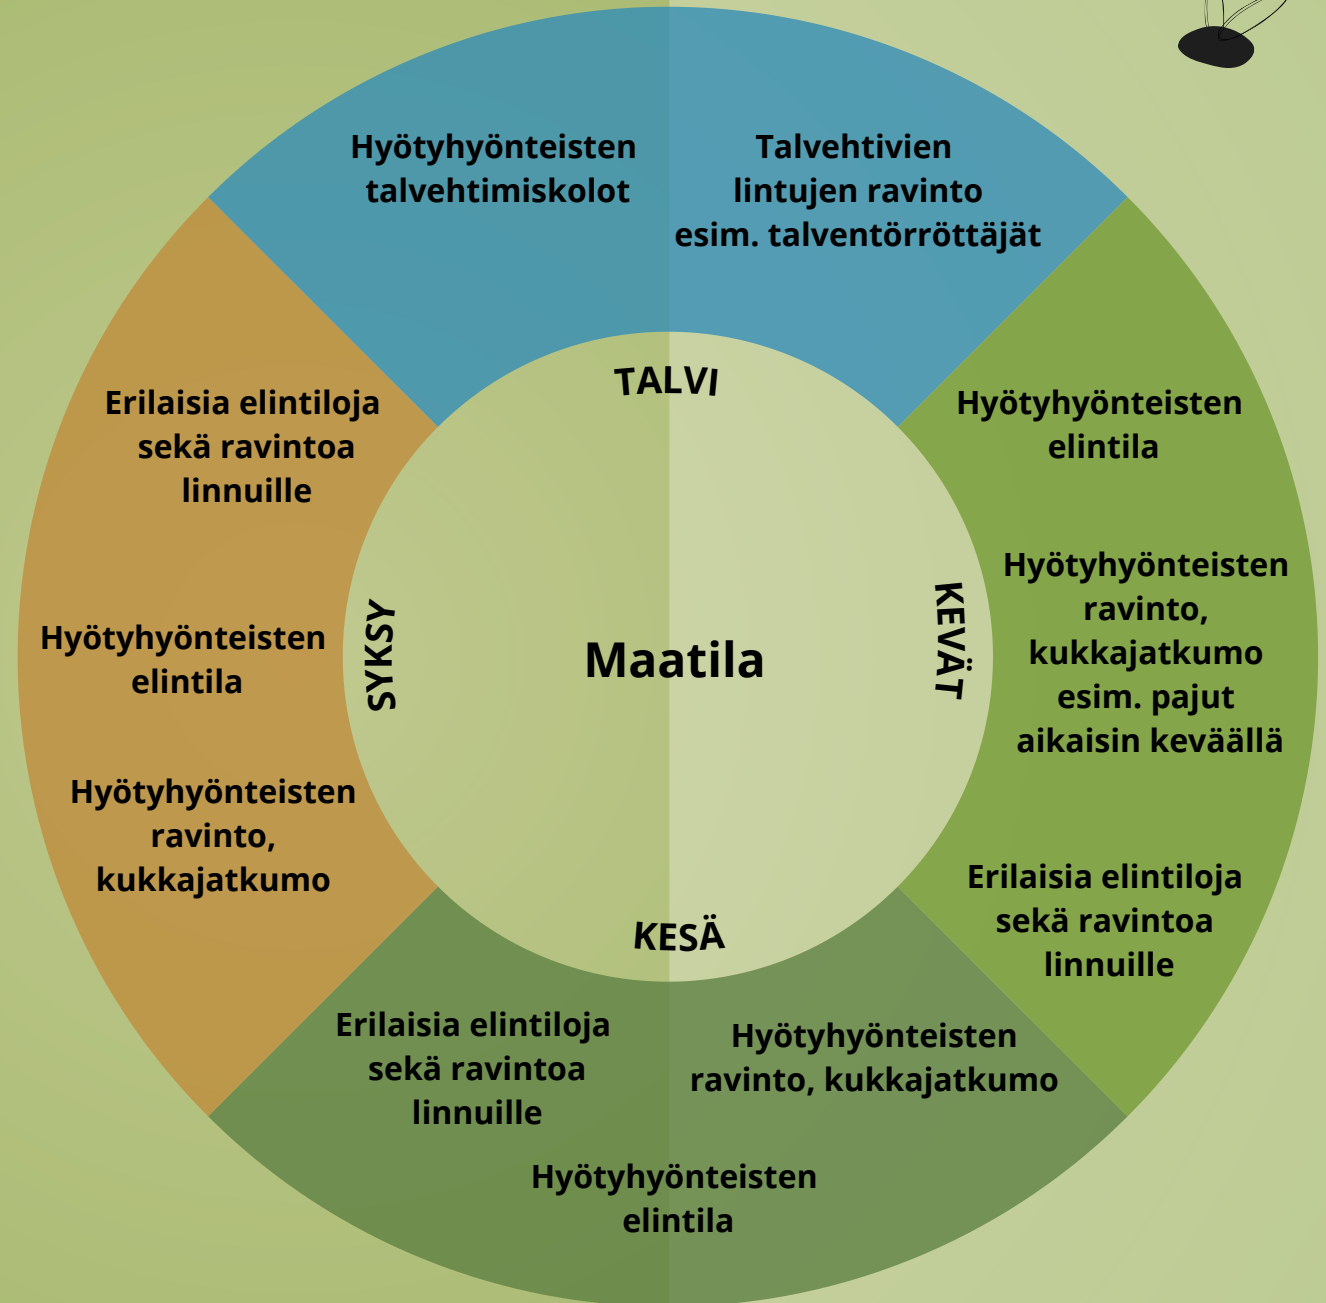 Hyötyhyönteisten
talvehtimiskolot
Talvehtivien
lintujen ravinto
esim. talventörröttäjät
TALVI
Hyötyhyönteisten
elintila
Hyötyhyönteisten
ravinto,
kukkajatkumo
esim. pajut
aikaisin keväällä
Erilaisia elintiloja
sekä ravintoa
linnuille
KEVÄT
Maatila
KESÄ
Hyötyhyönteisten
ravinto, kukkajatkumo
Erilaisia elintiloja
sekä ravintoa
linnuille
Hyötyhyönteisten
elintila
SYKSY
Erilaisia elintiloja
sekä ravintoa
linnuille
Hyötyhyönteisten
elintila
Hyötyhyönteisten
ravinto,
kukkajatkumo